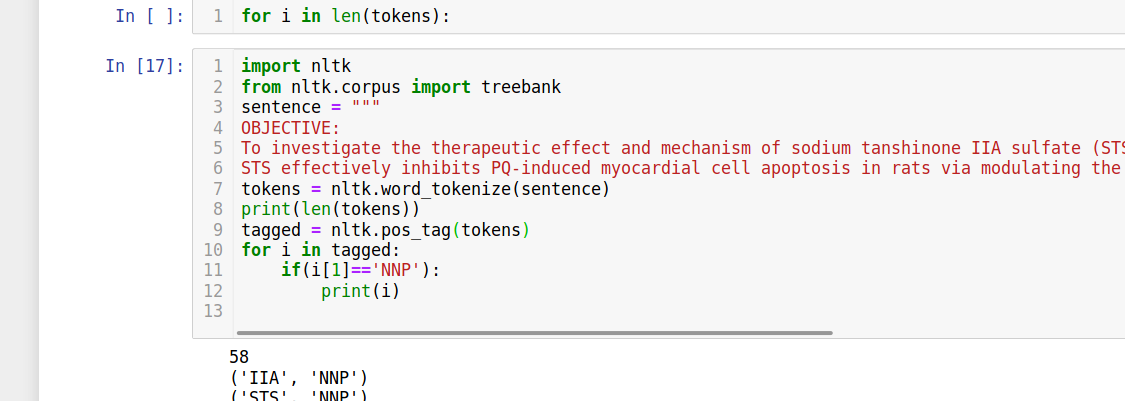 In [ ]: 1 for i in len(tokens):
In [17]: 1 import nltk
2 from nltk.corpus import treebank
3 sentence = """
4 OBJECTIVE:
5 To investigate the therapeutic effect and mechanism of sodium tanshinone IIA sulfate (STS
6 STS effectively inhibits PQ-induced myocardial cell apoptosis in rats via modulating the
7 tokens = nltk.word_tokenize(sentence)
8 print(len(tokens))
9 tagged = nltk.pos_tag(tokens)
10 for i in tagged:
11     if(i[1]=='NNP'):
12         print(i)
13
58
('IIA', 'NNP')
('STS', 'NNP')